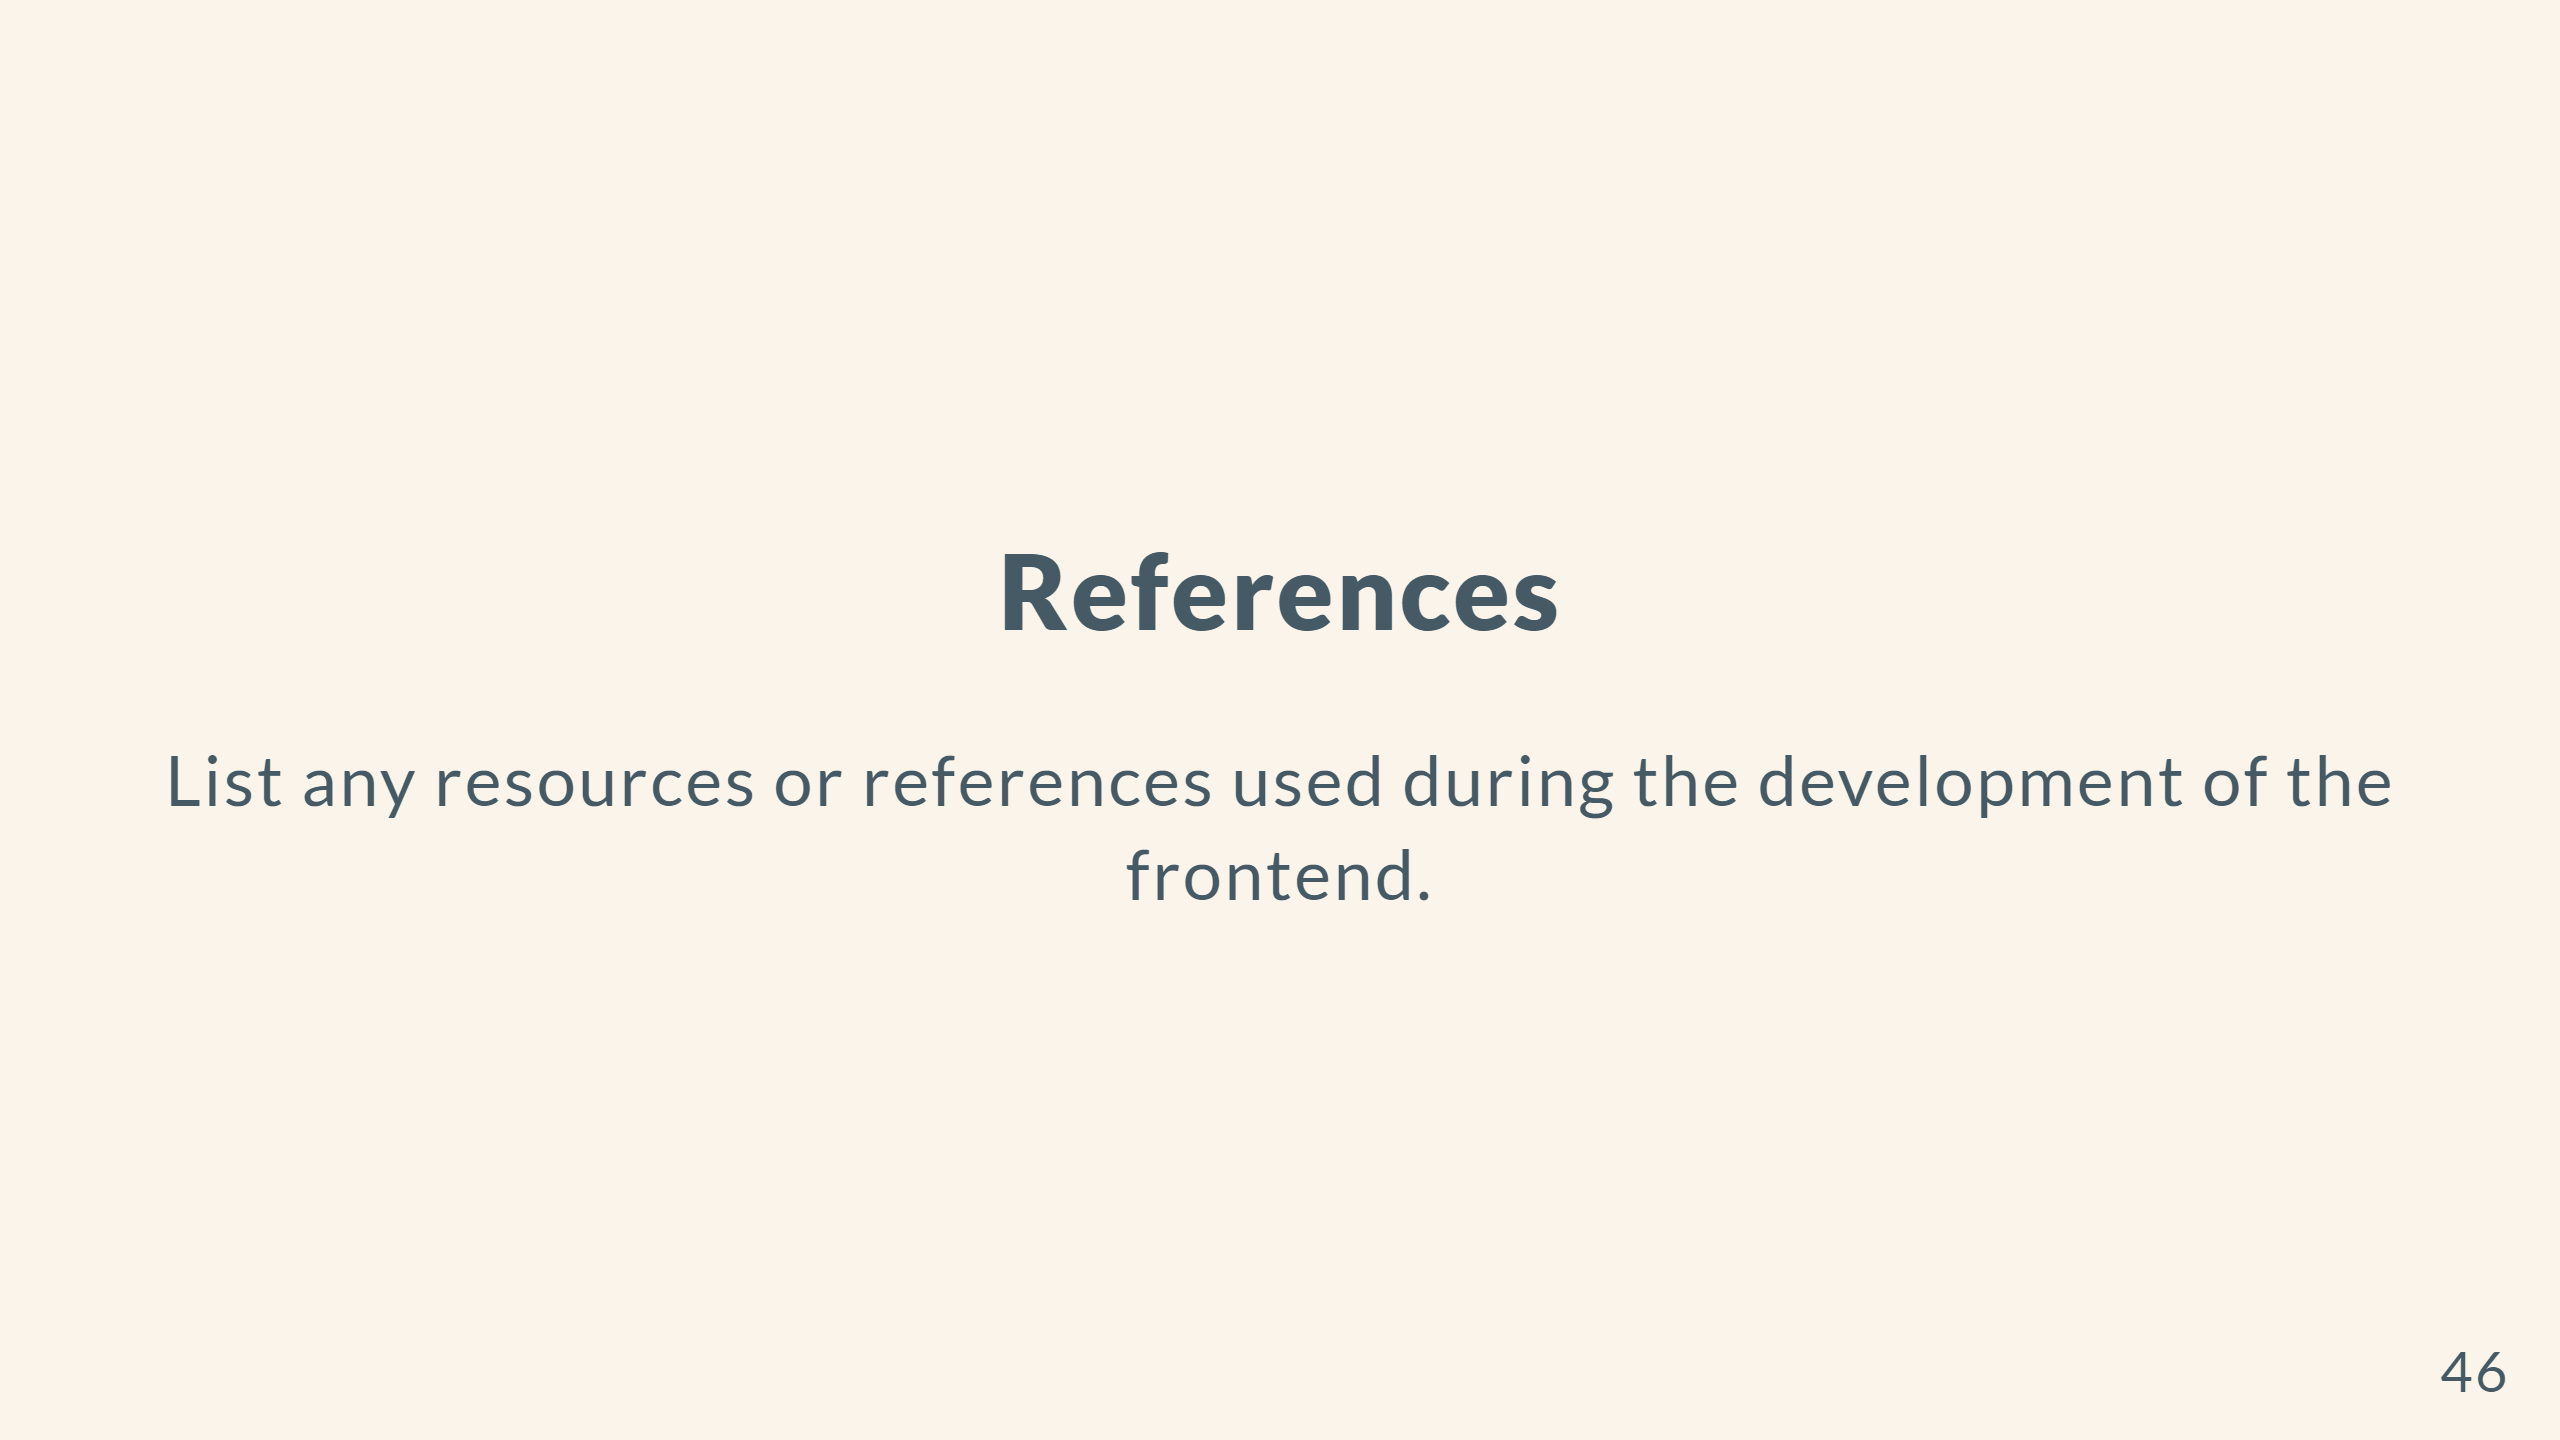 References
List any resources or references used during the development of the
frontend.
46